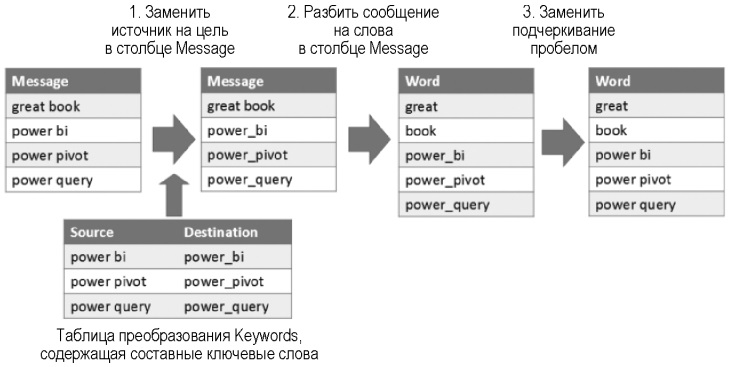 1. Заменить
источник на цель
в столбце Message
2. Разбить сообщение
на слова
в столбце Message
3. Заменить
подчеркивание
пробелом
Message
great book
power bi
power pivot
power query
Message
great book
power_bi
power_pivot
power_query
Word
great
book
power_bi
power_pivot
power_query
Word
great
book
power bi
power pivot
power query
Source Destination
power bi power_bi
power pivot power_pivot
power query power_query
Таблица преобразования Keywords,
содержащая составные ключевые слова